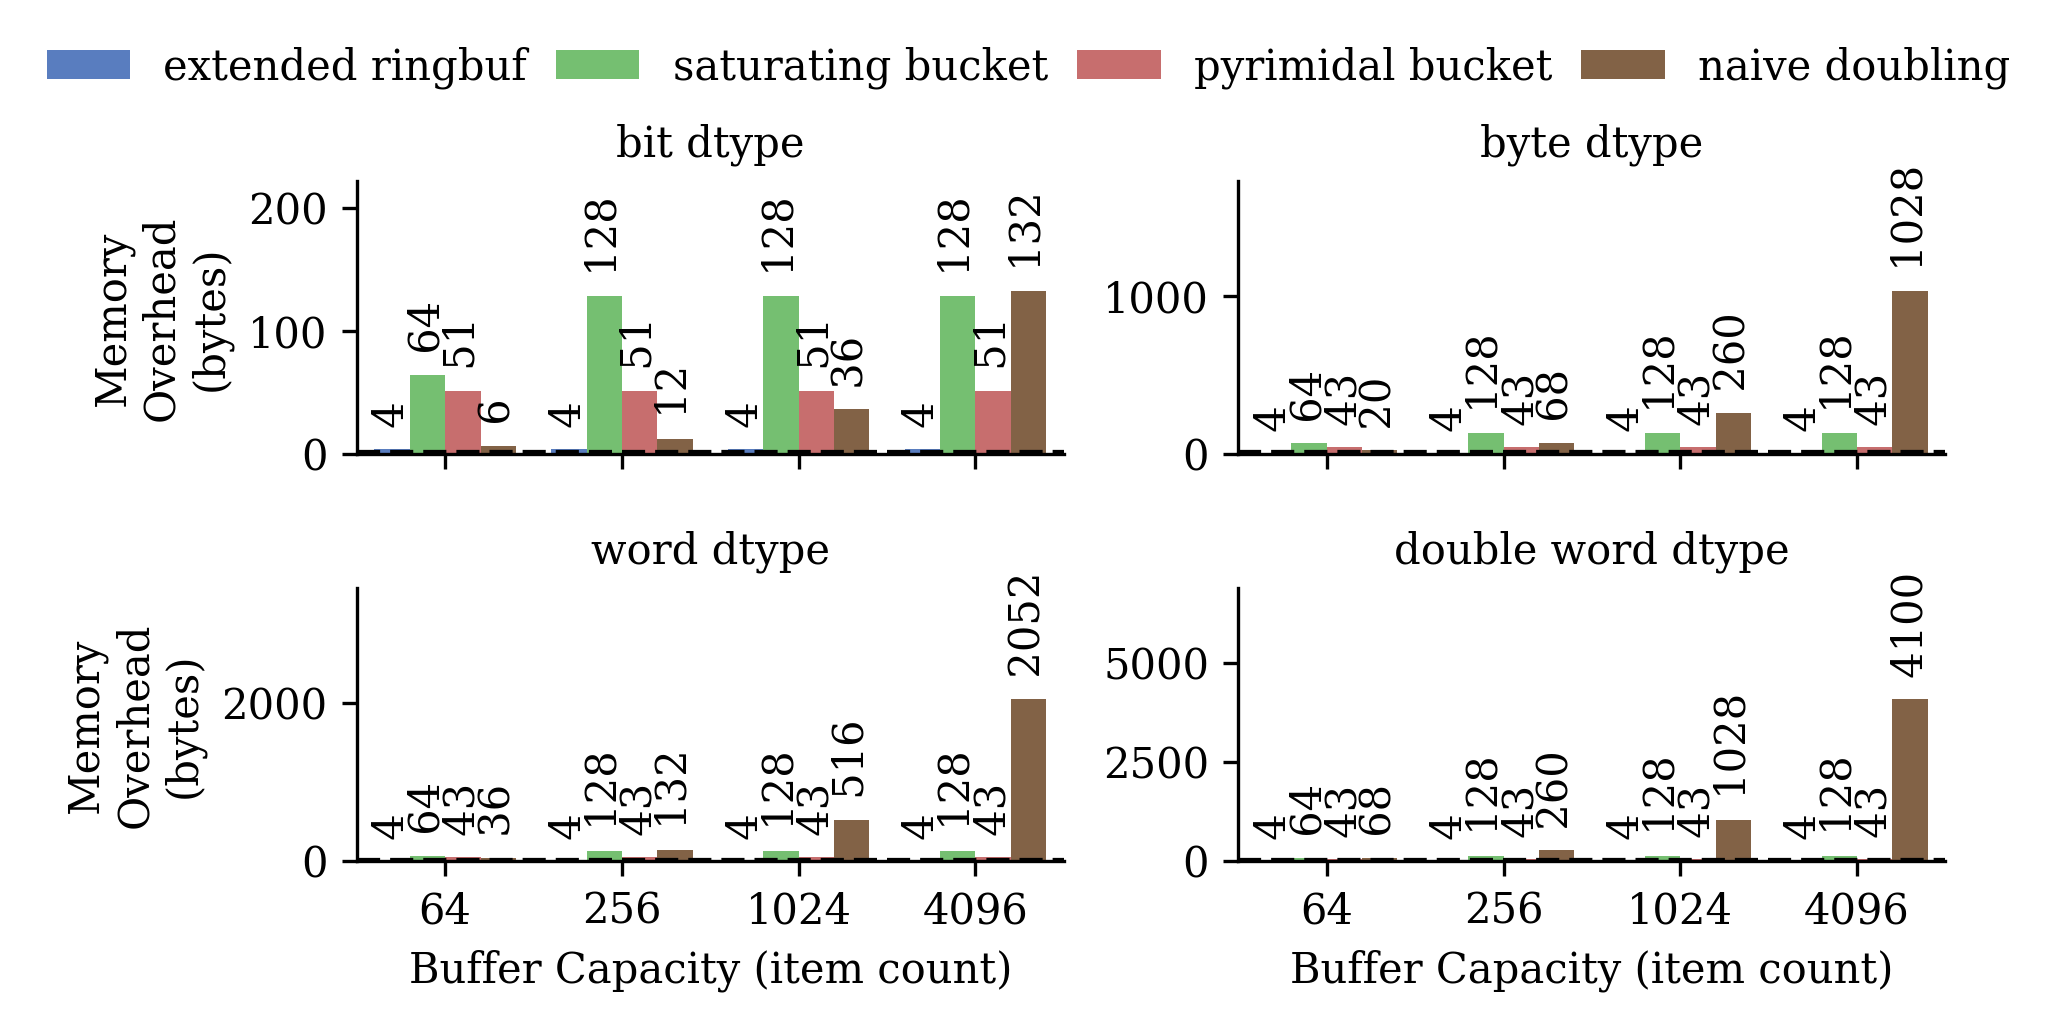 extended ringbuf saturating bucket pyrimidal bucket naive doubling
bit dtype
Memory
Overhead
(bytes)
200
100
0
4 64 51 6
4 128 51 12
4 128 51 36
4 128 51 132
byte dtype
1000
0
4 64 43 20
4 128 43 68
4 128 43 260
4 128 43 1028
word dtype
Memory
Overhead
(bytes)
2000
0
4 64 43 36
4 128 43 132
4 128 43 516
4 128 43 2052
64 256 1024 4096
Buffer Capacity (item count)
double word dtype
5000
2500
0
4 64 43 68
4 128 43 260
4 128 43 1028
4 128 43 4100
64 256 1024 4096
Buffer Capacity (item count)